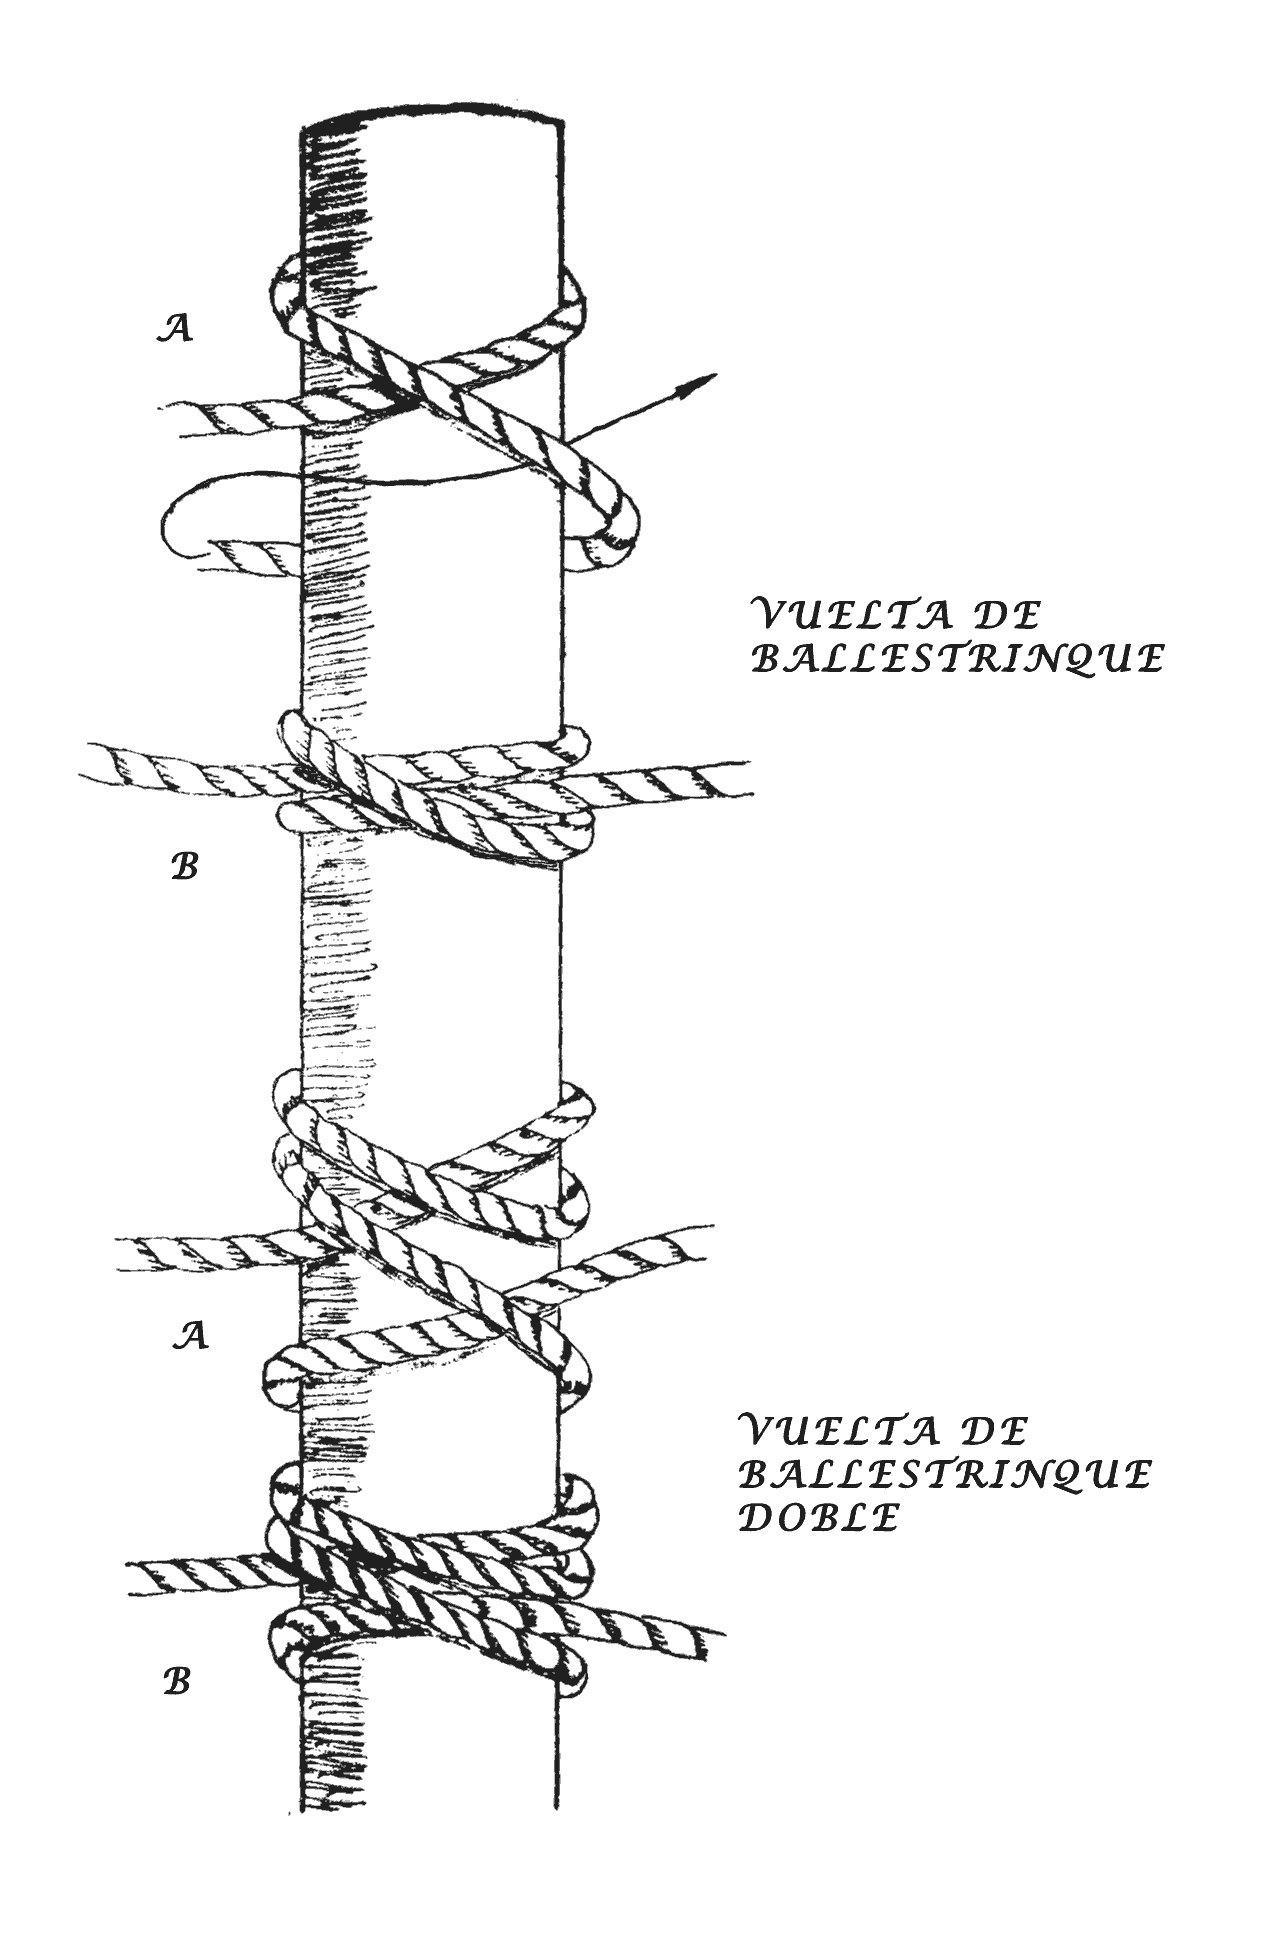 A
VUELTA DE
BALLESTRINQUE
B
A
VUELTA DE
BALLESTRINQUE
DOBLE
B